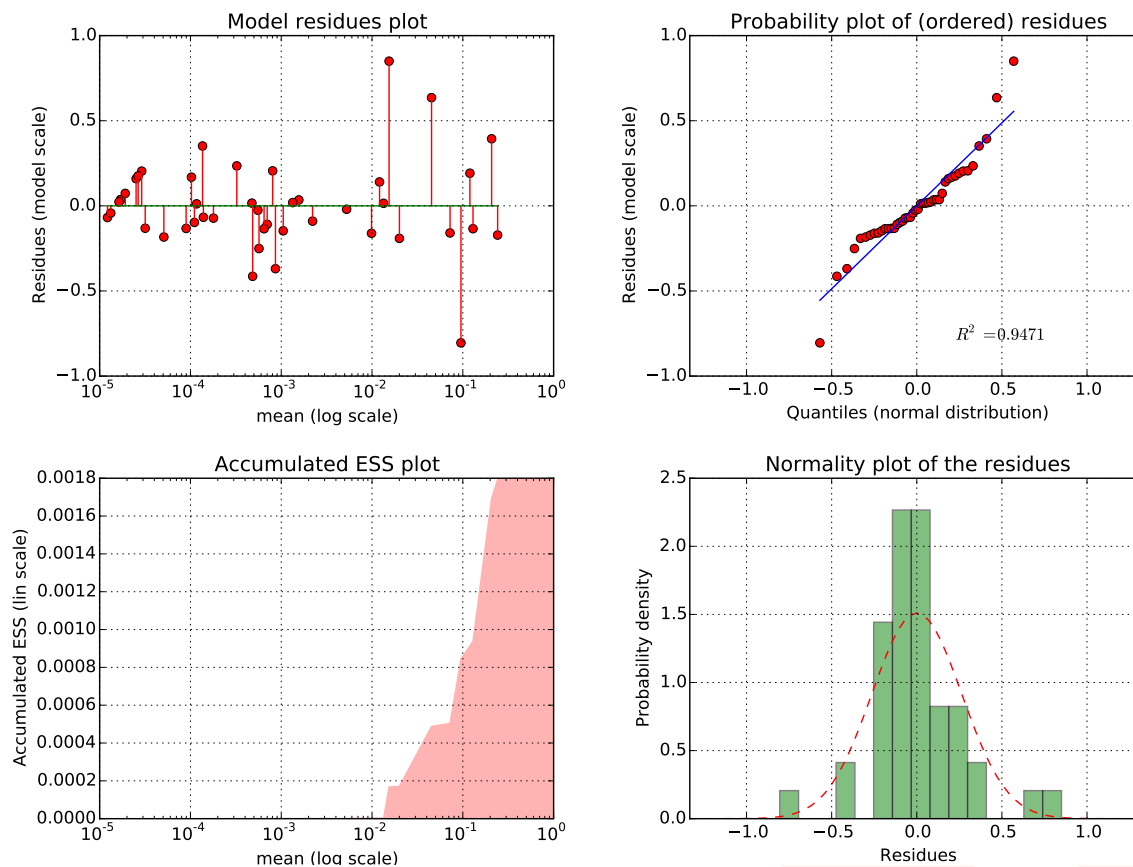 Model residues plot
1.0
0.5
0.0
−0.5
−1.0
Residues (model scale)
10^-5 10^-4 10^-3 10^-2 10^-1 10^0
mean (log scale)
Probability plot of (ordered) residues
1.0
0.5
0.0
−0.5
−1.0
Residues (model scale)
R^2 =0.9471
−1.0 −0.5 0.0 0.5 1.0
Quantiles (normal distribution)
Accumulated ESS plot
0.0018
0.0016
0.0014
0.0012
0.0010
0.0008
0.0006
0.0004
0.0002
0.0000
Accumulated ESS (lin scale)
10^-5 10^-4 10^-3 10^-2 10^-1 10^0
mean (log scale)
Normality plot of the residues
2.5
2.0
1.5
1.0
0.5
0.0
Probability density
−1.0 −0.5 0.0 0.5 1.0
Residues